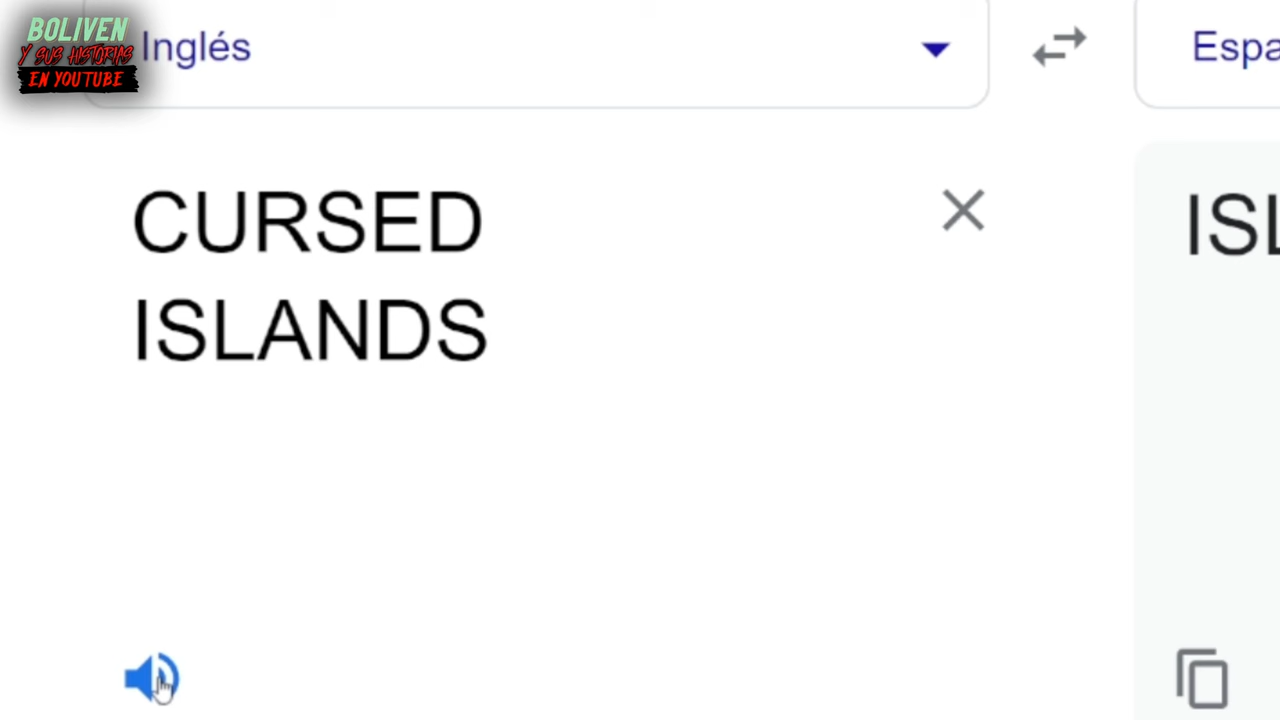 BOLIVEN
Y SUS HISTORIAS
EN YOUTUBE
Inglés
Espa
CURSED
ISLANDS
ISL